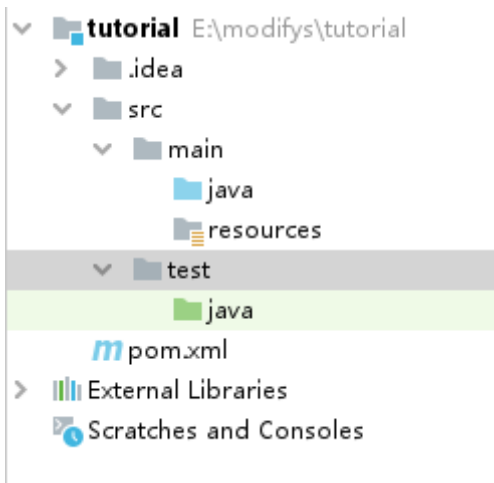 tutorial E:\modifys\tutorial
.idea
src
main
java
resources
test
java
pom.xml
External Libraries
Scratches and Consoles